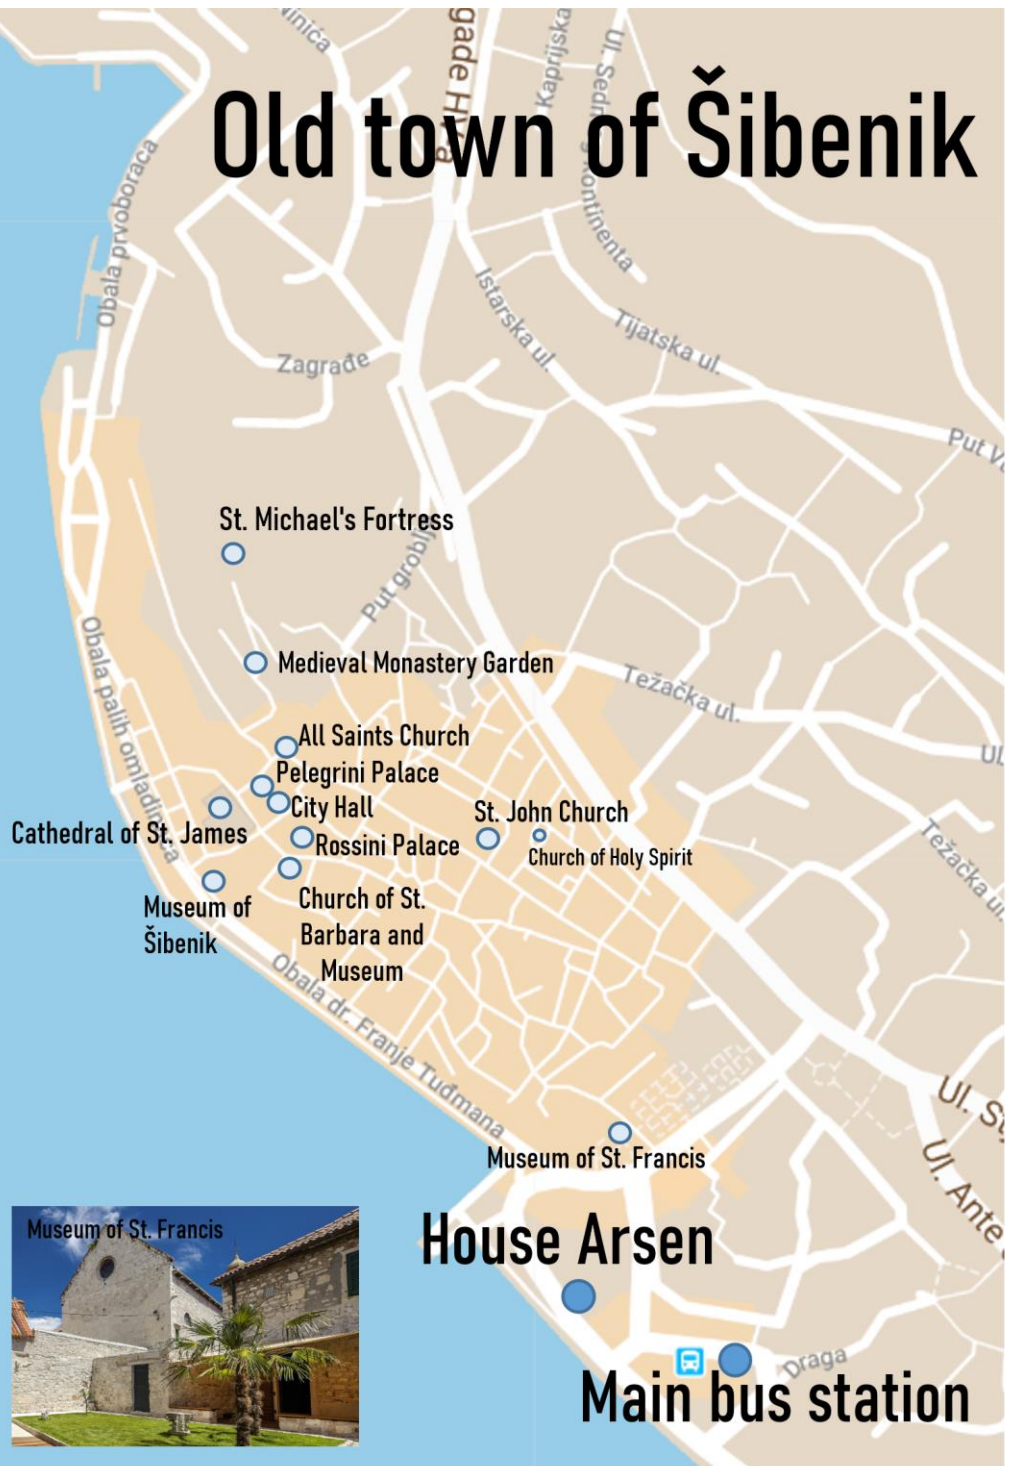 Old town of Šibenik
Kaprijska
Istarska ul.
Tijatska ul.
Zagrađe
Obala prvoboraca
St. Michael's Fortress
Put groblj
Medieval Monastery Garden
Težačka ul.
All Saints Church
Pelegrini Palace
City Hall
Rossini Palace
Cathedral of St. James
St. John Church
Church of Holy Spirit
Obala palih omladinaca
Težačka ul.
Museum of
Šibenik
Church of St.
Barbara and
Museum
Obala dr. Franje Tuđmana
Museum of St. Francis
Ul. Ante
House Arsen
Museum of St. Francis
Draga
Main bus station